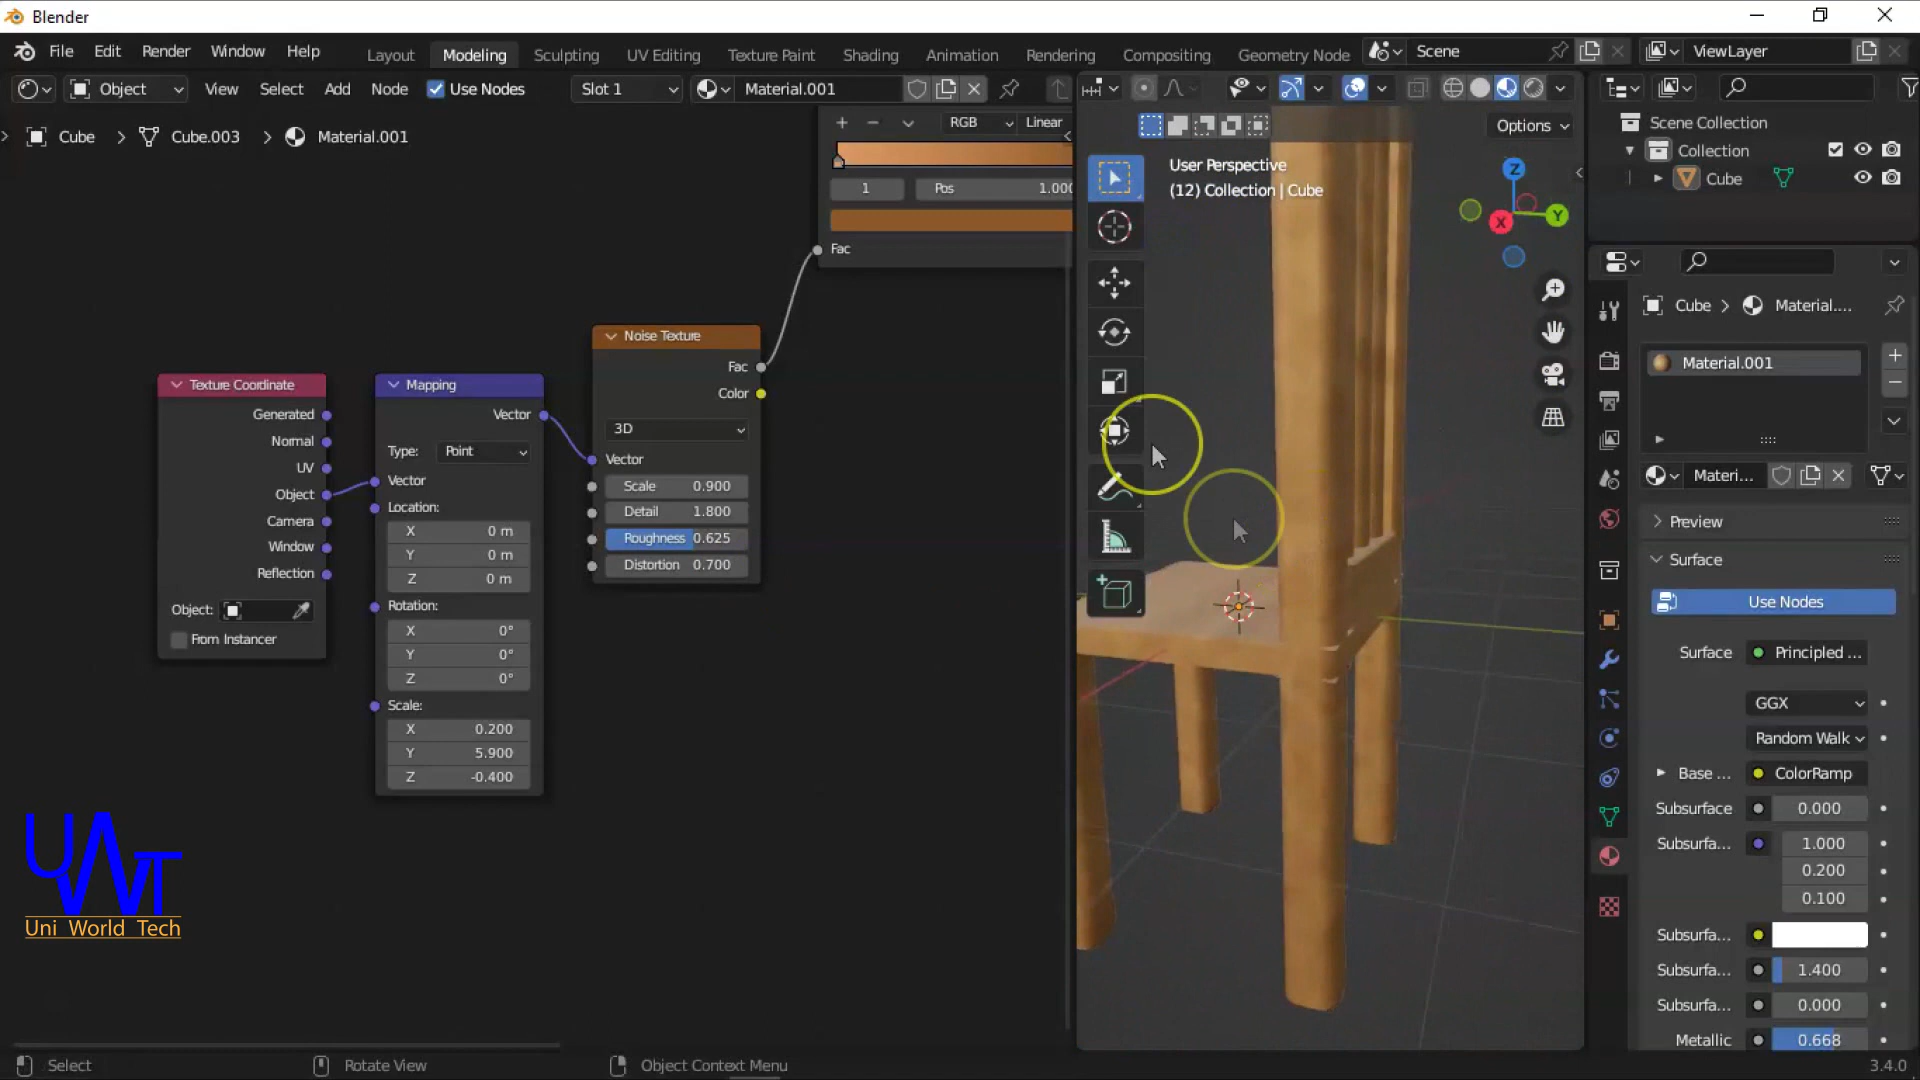 Blender
File Edit Render Window Help
Layout Modeling Sculpting UV Editing Texture Paint Shading Animation Rendering Compositing Geometry Node
Scene
ViewLayer
Object View Select Add Node Use Nodes
Slot 1
Material.001
Cube > Cube.003 > Material.001
RGB Linear
1 Pos 1.000
Fac
Noise Texture
Fac
Color
3D
Vector
Scale 0.900
Detail 1.800
Roughness 0.625
Distortion 0.700
Texture Coordinate
Generated
Normal
UV
Object
Camera
Window
Reflection
Object:
From Instancer
Mapping
Vector
Type: Point
Vector
Location:
X 0 m
Y 0 m
Z 0 m
Rotation:
X 0°
Y 0°
Z 0°
Scale:
X 0.200
Y 5.900
Z -0.400
UWT
Uni World Tech
Options
User Perspective
(12) Collection | Cube
Z
X
Y
Scene Collection
Collection
Cube
Cube > Material....
Material.001
Materi...
Preview
Surface
Use Nodes
Surface Principled ...
GGX
Random Walk
Base ... ColorRamp
Subsurface 0.000
Subsurfa... 1.000
0.200
0.100
Subsurfa...
Subsurfa... 1.400
Subsurfa... 0.000
Metallic 0.668
Select
Rotate View
Object Context Menu
3.4.0